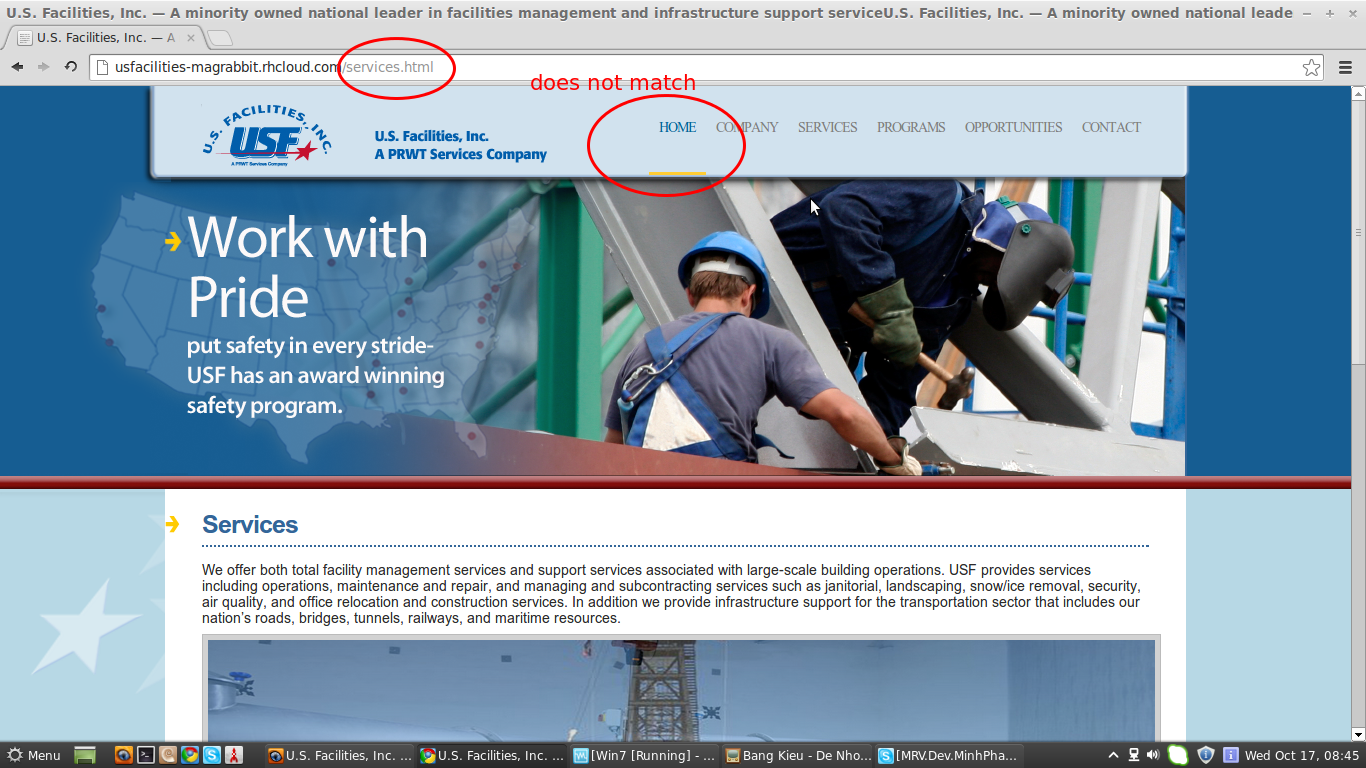 U.S. Facilities, Inc. — A minority owned national leader in facilities management and infrastructure support serviceU.S. Facilities, Inc. — A minority owned national leade
U.S. Facilities, Inc. — A
usfacilities-magrabbit.rhcloud.com/services.html
does not match
U.S. FACILITIES, INC.
USF
A PRWT Services Company
U.S. Facilities, Inc.
A PRWT Services Company
HOME COMPANY SERVICES PROGRAMS OPPORTUNITIES CONTACT
Work with
Pride
put safety in every stride-
USF has an award winning
safety program.
Services
We offer both total facility management services and support services associated with large-scale building operations. USF provides services
including operations, maintenance and repair, and managing and subcontracting services such as janitorial, landscaping, snow/ice removal, security,
air quality, and office relocation and construction services. In addition we provide infrastructure support for the transportation sector that includes our
nation's roads, bridges, tunnels, railways, and maritime resources.
Menu U.S. Facilities, Inc. ... U.S. Facilities, Inc. ... [Win7 [Running] - ... Bang Kieu - De Nho... [MRV.Dev.MinhPha... Wed Oct 17, 08:45